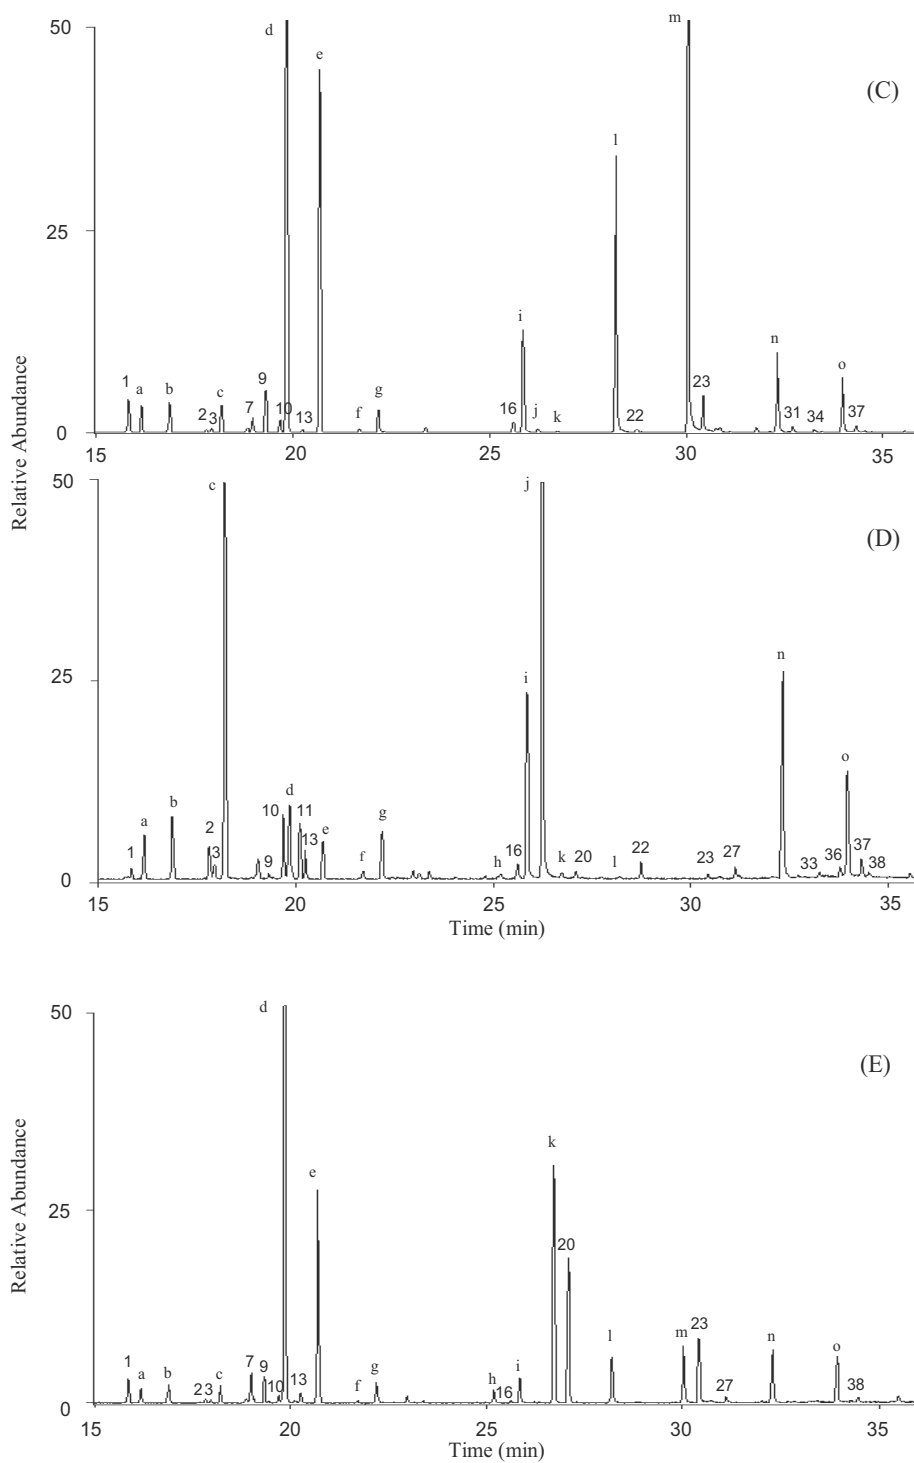 50
d
e
m
(C)
l
25
i
n
o
1
a
b
2
3
c
7
9
10
13
f
g
16
j
k
22
23
31
34
37
0
15
20
25
30
35
Relative Abundance
50
c
j
(D)
25
n
i
o
1
a
b
2
3
10
9
d
11
13
e
f
g
h
16
k
20
l
22
23
27
33
36
37
38
0
15
20
25
30
35
Time (min)
50
d
(E)
k
e
25
20
1
a
b
23
c
7
9
10
13
f
g
h
16
i
l
m
23
27
n
o
38
0
15
20
25
30
35
Relative Abundance
Time (min)